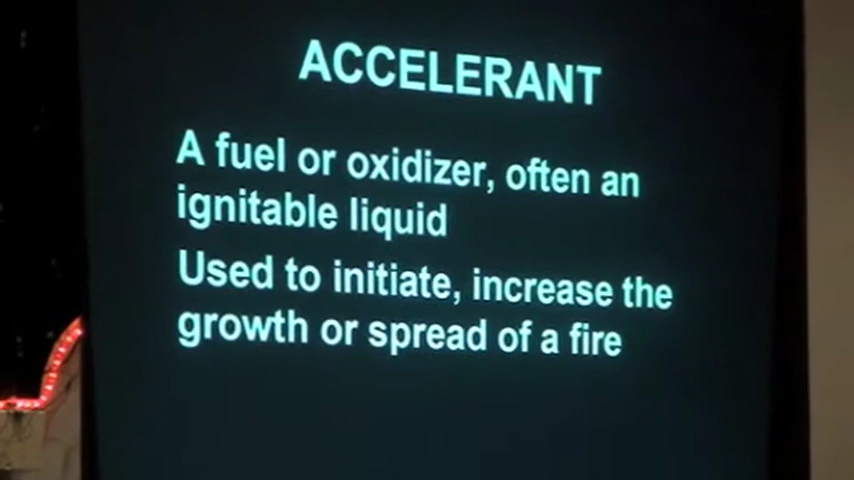 ACCELERANT
A fuel or oxidizer, often an
ignitable liquid
Used to initiate, increase the
growth or spread of a fire